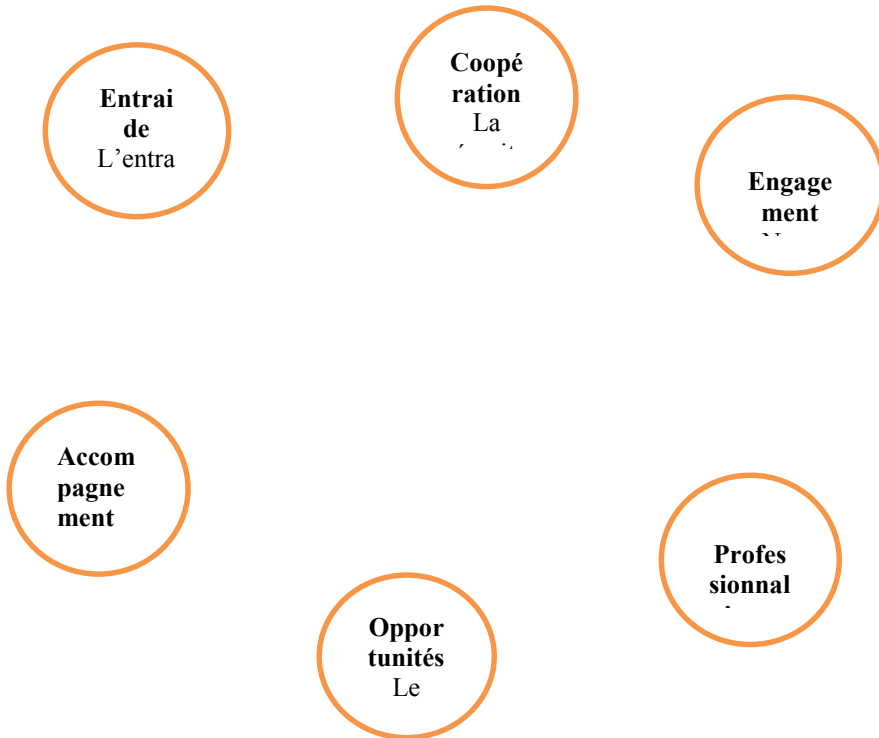 Entrai
de
L’entra
Coopé
ration
La
Engage
ment
Accom
pagne
ment
Profes
sionnal
Oppor
tunités
Le